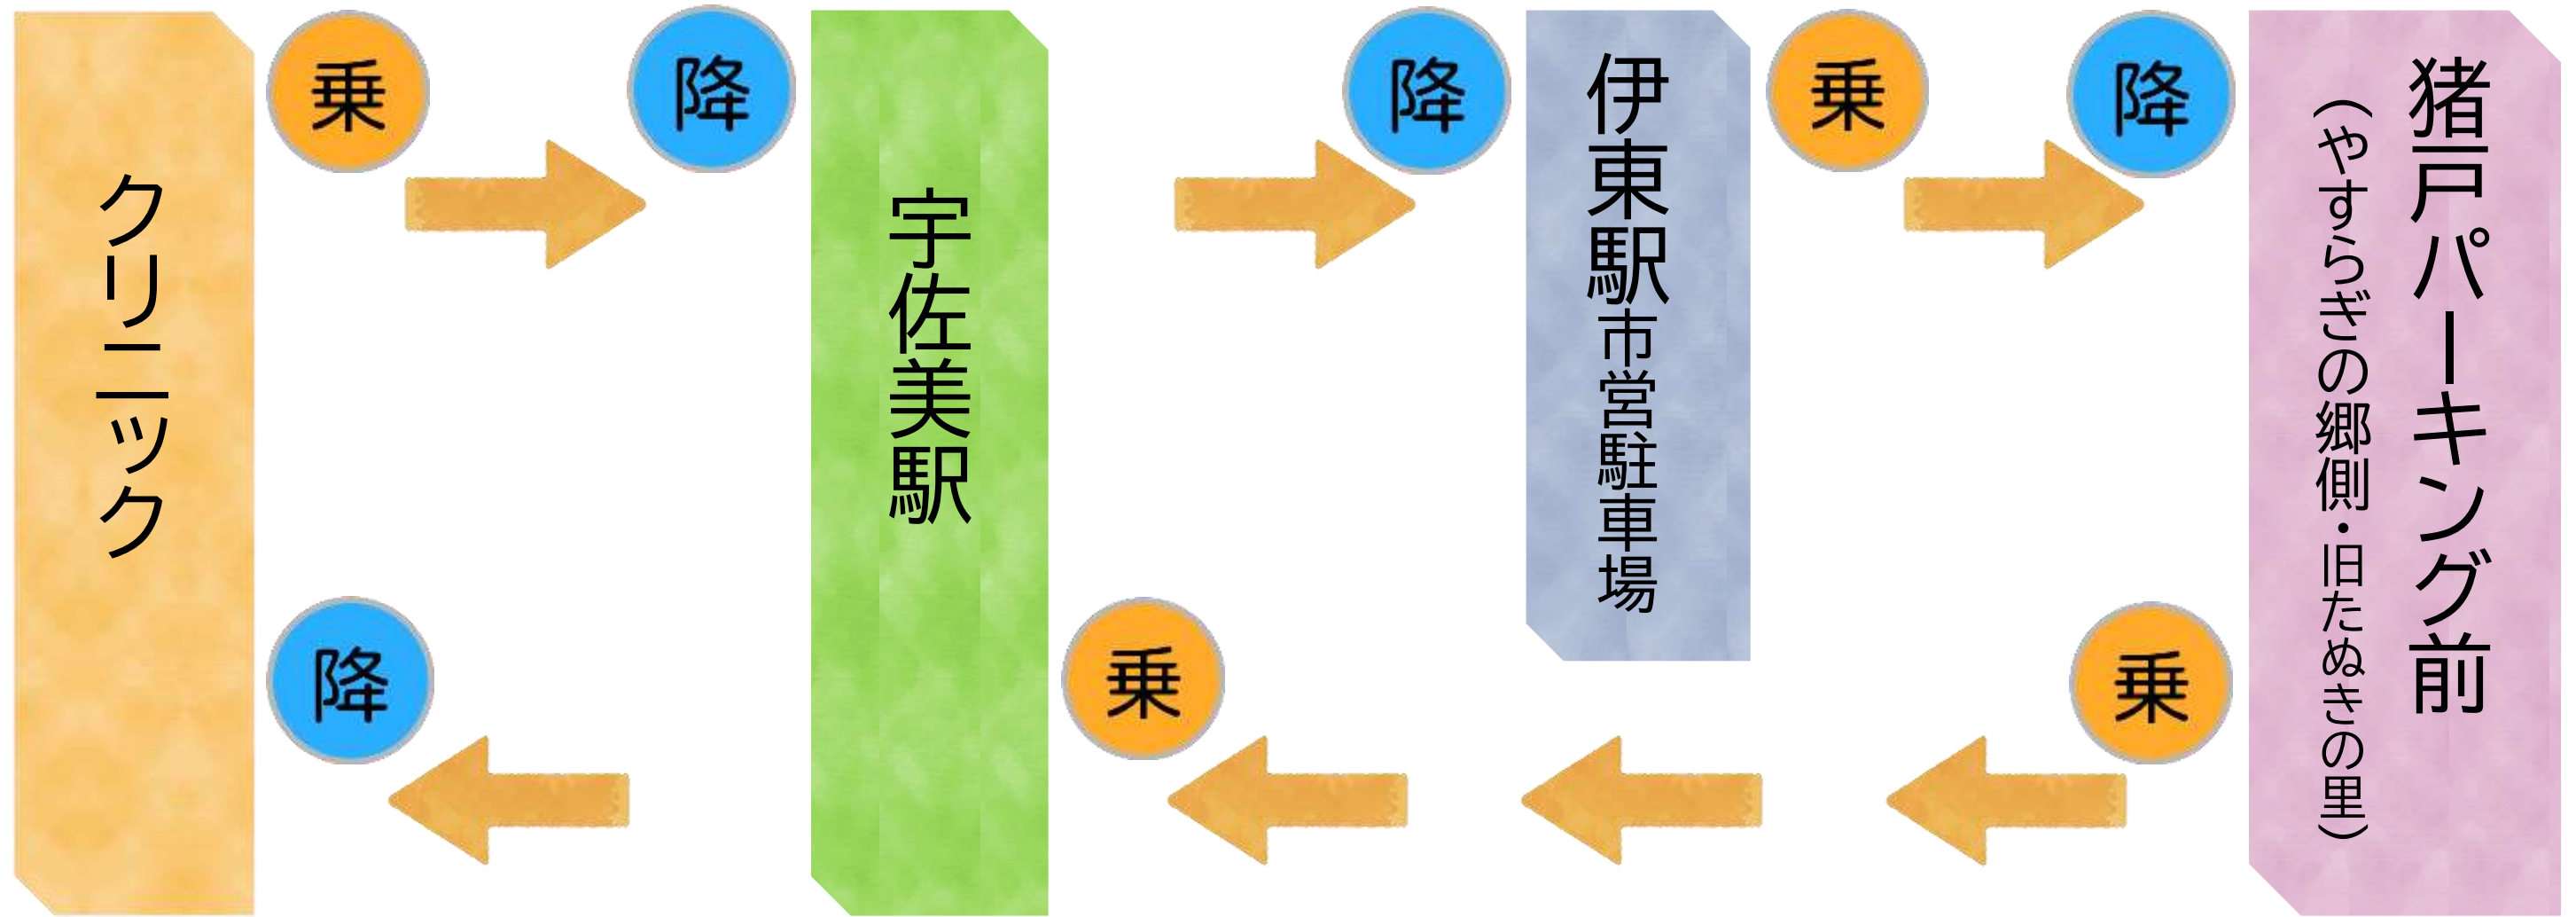 クリニック
乗
降
宇佐美駅
降
伊東駅市営駐車場
乗
降
猪戸パーキング前
（やすらぎの郷側・旧たぬきの里）
乗
乗
降